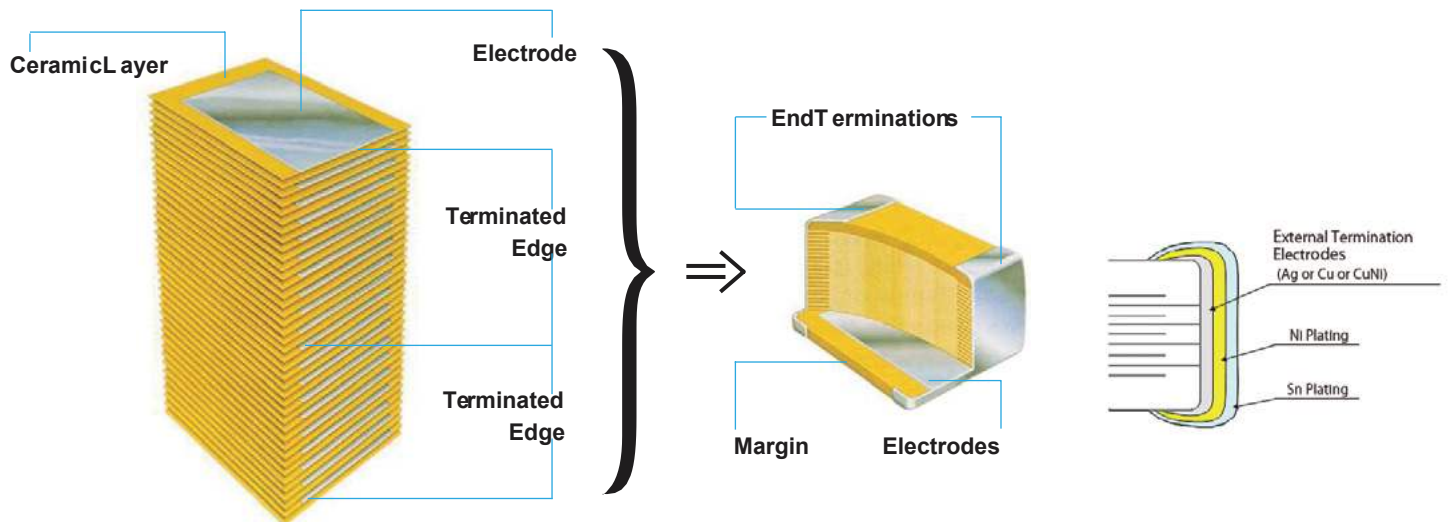 CeramicL ayer
Electrode
Terminated
Edge
Terminated
Edge
EndT erminations
Margin
Electrodes
External Termination
Electrodes
(Ag or Cu or CuNi)
Ni Plating
Sn Plating